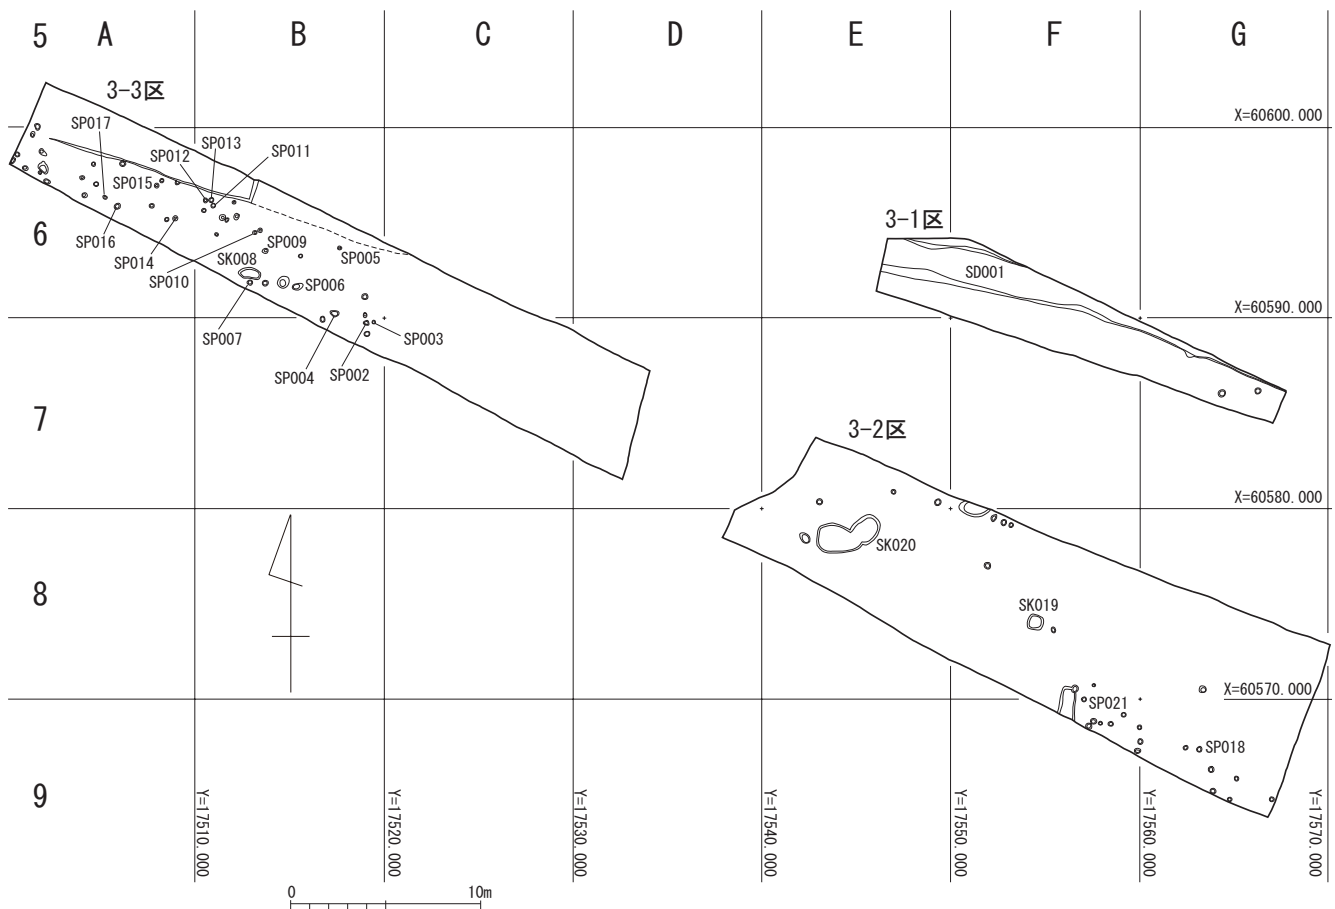 5 A B C D E F G
3-3区
X=60600.000
SP017
SP013
SP012
SP011
SP015
3-1区
6
SP016
SP009
SK008
SP005
SP014
SP010
SD001
SP006
X=60590.000
SP007
SP003
SP004
SP002
7
3-2区
X=60580.000
SK020
8
SK019
X=60570.000
SP021
SP018
9
Y=17510.000
Y=17520.000
Y=17530.000
Y=17540.000
Y=17550.000
Y=17560.000
Y=17570.000
0 10m